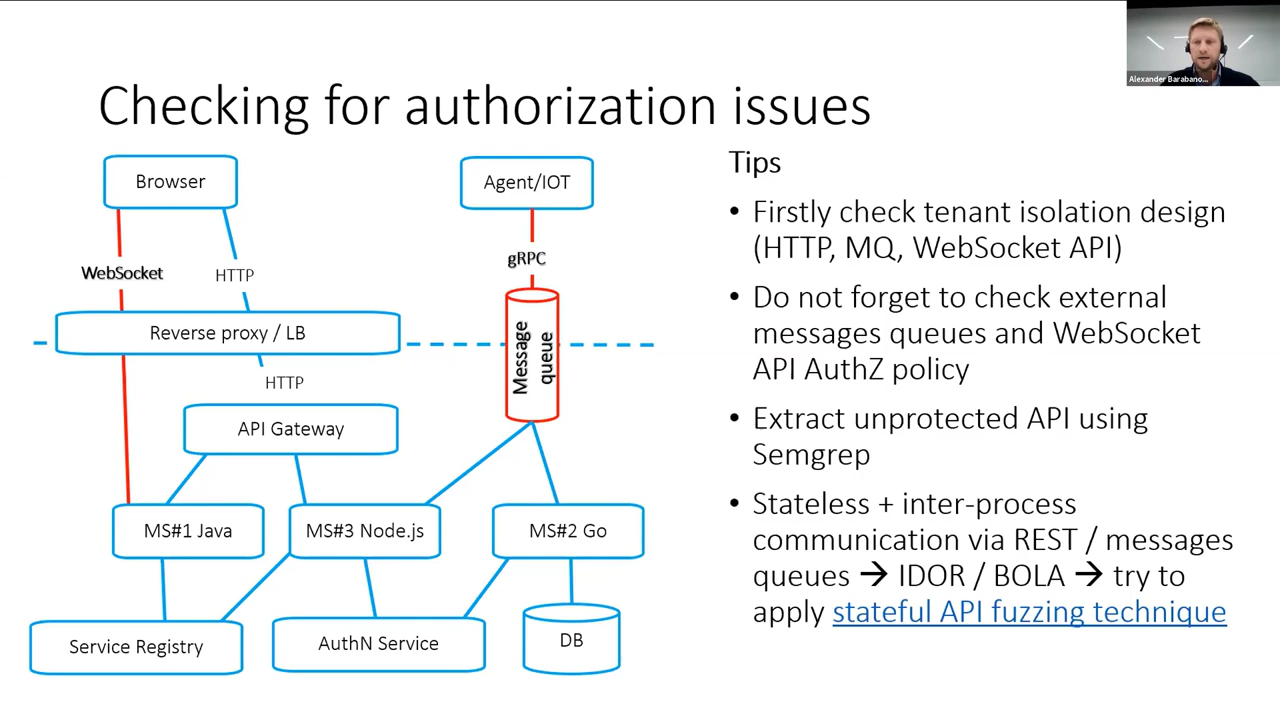 Alexander Barabano...
Checking for authorization issues
Browser
Agent/IOT
WebSocket
HTTP
gRPC
Reverse proxy / LB
Message
queue
HTTP
API Gateway
MS#1 Java
MS#3 Node.js
MS#2 Go
Service Registry
AuthN Service
DB
Tips
• Firstly check tenant isolation design
(HTTP, MQ, WebSocket API)
• Do not forget to check external
messages queues and WebSocket
API AuthZ policy
• Extract unprotected API using
Semgrep
• Stateless + inter-process
communication via REST / messages
queues → IDOR / BOLA → try to
apply stateful API fuzzing technique